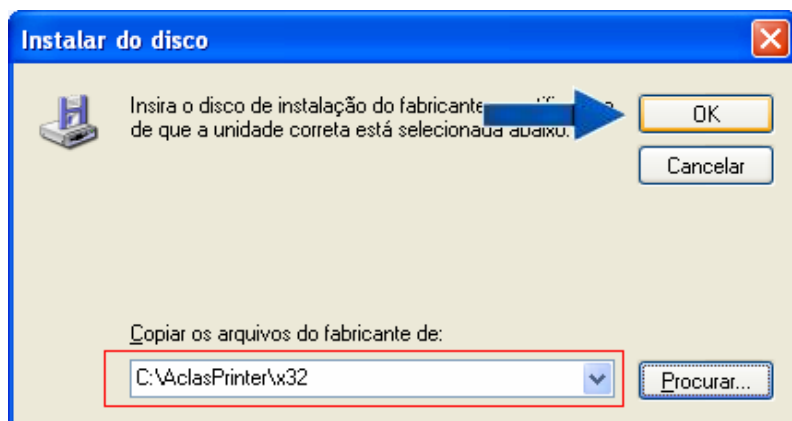 Instalar do disco
Insira o disco de instalação do fabricante
de que a unidade correta está selecionada abaixo.
OK
Cancelar
Copiar os arquivos do fabricante de:
C:\AclasPrinter\x32
Procurar...